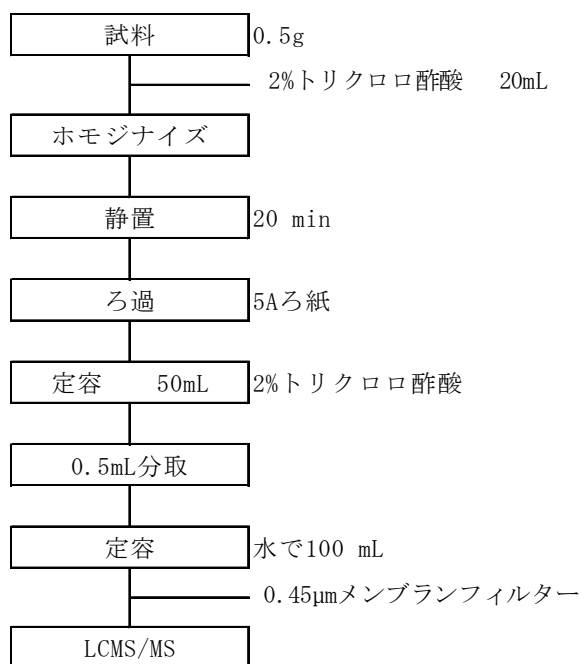 試料 0.5g
2%トリクロロ酢酸 20mL
ホモジナイズ
静置 20 min
ろ過 5Aろ紙
定容 50mL 2%トリクロロ酢酸
0.5mL分取
定容 水で100 mL
0.45μmメンブランフィルター
LCMS/MS